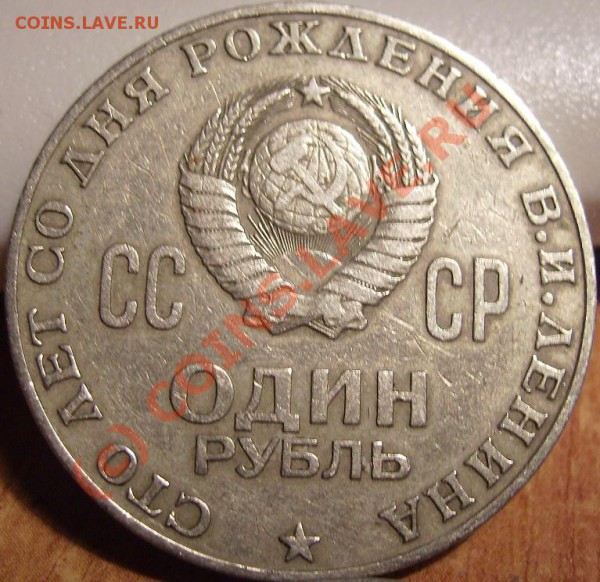 COINS.LAVE.RU
СТО ЛЕТ СО ДНЯ РОЖДЕНИЯ В.И.ЛЕНИНА
СС СР
ОДИН
РУБЛЬ
(c) COINS.LAVE.RU